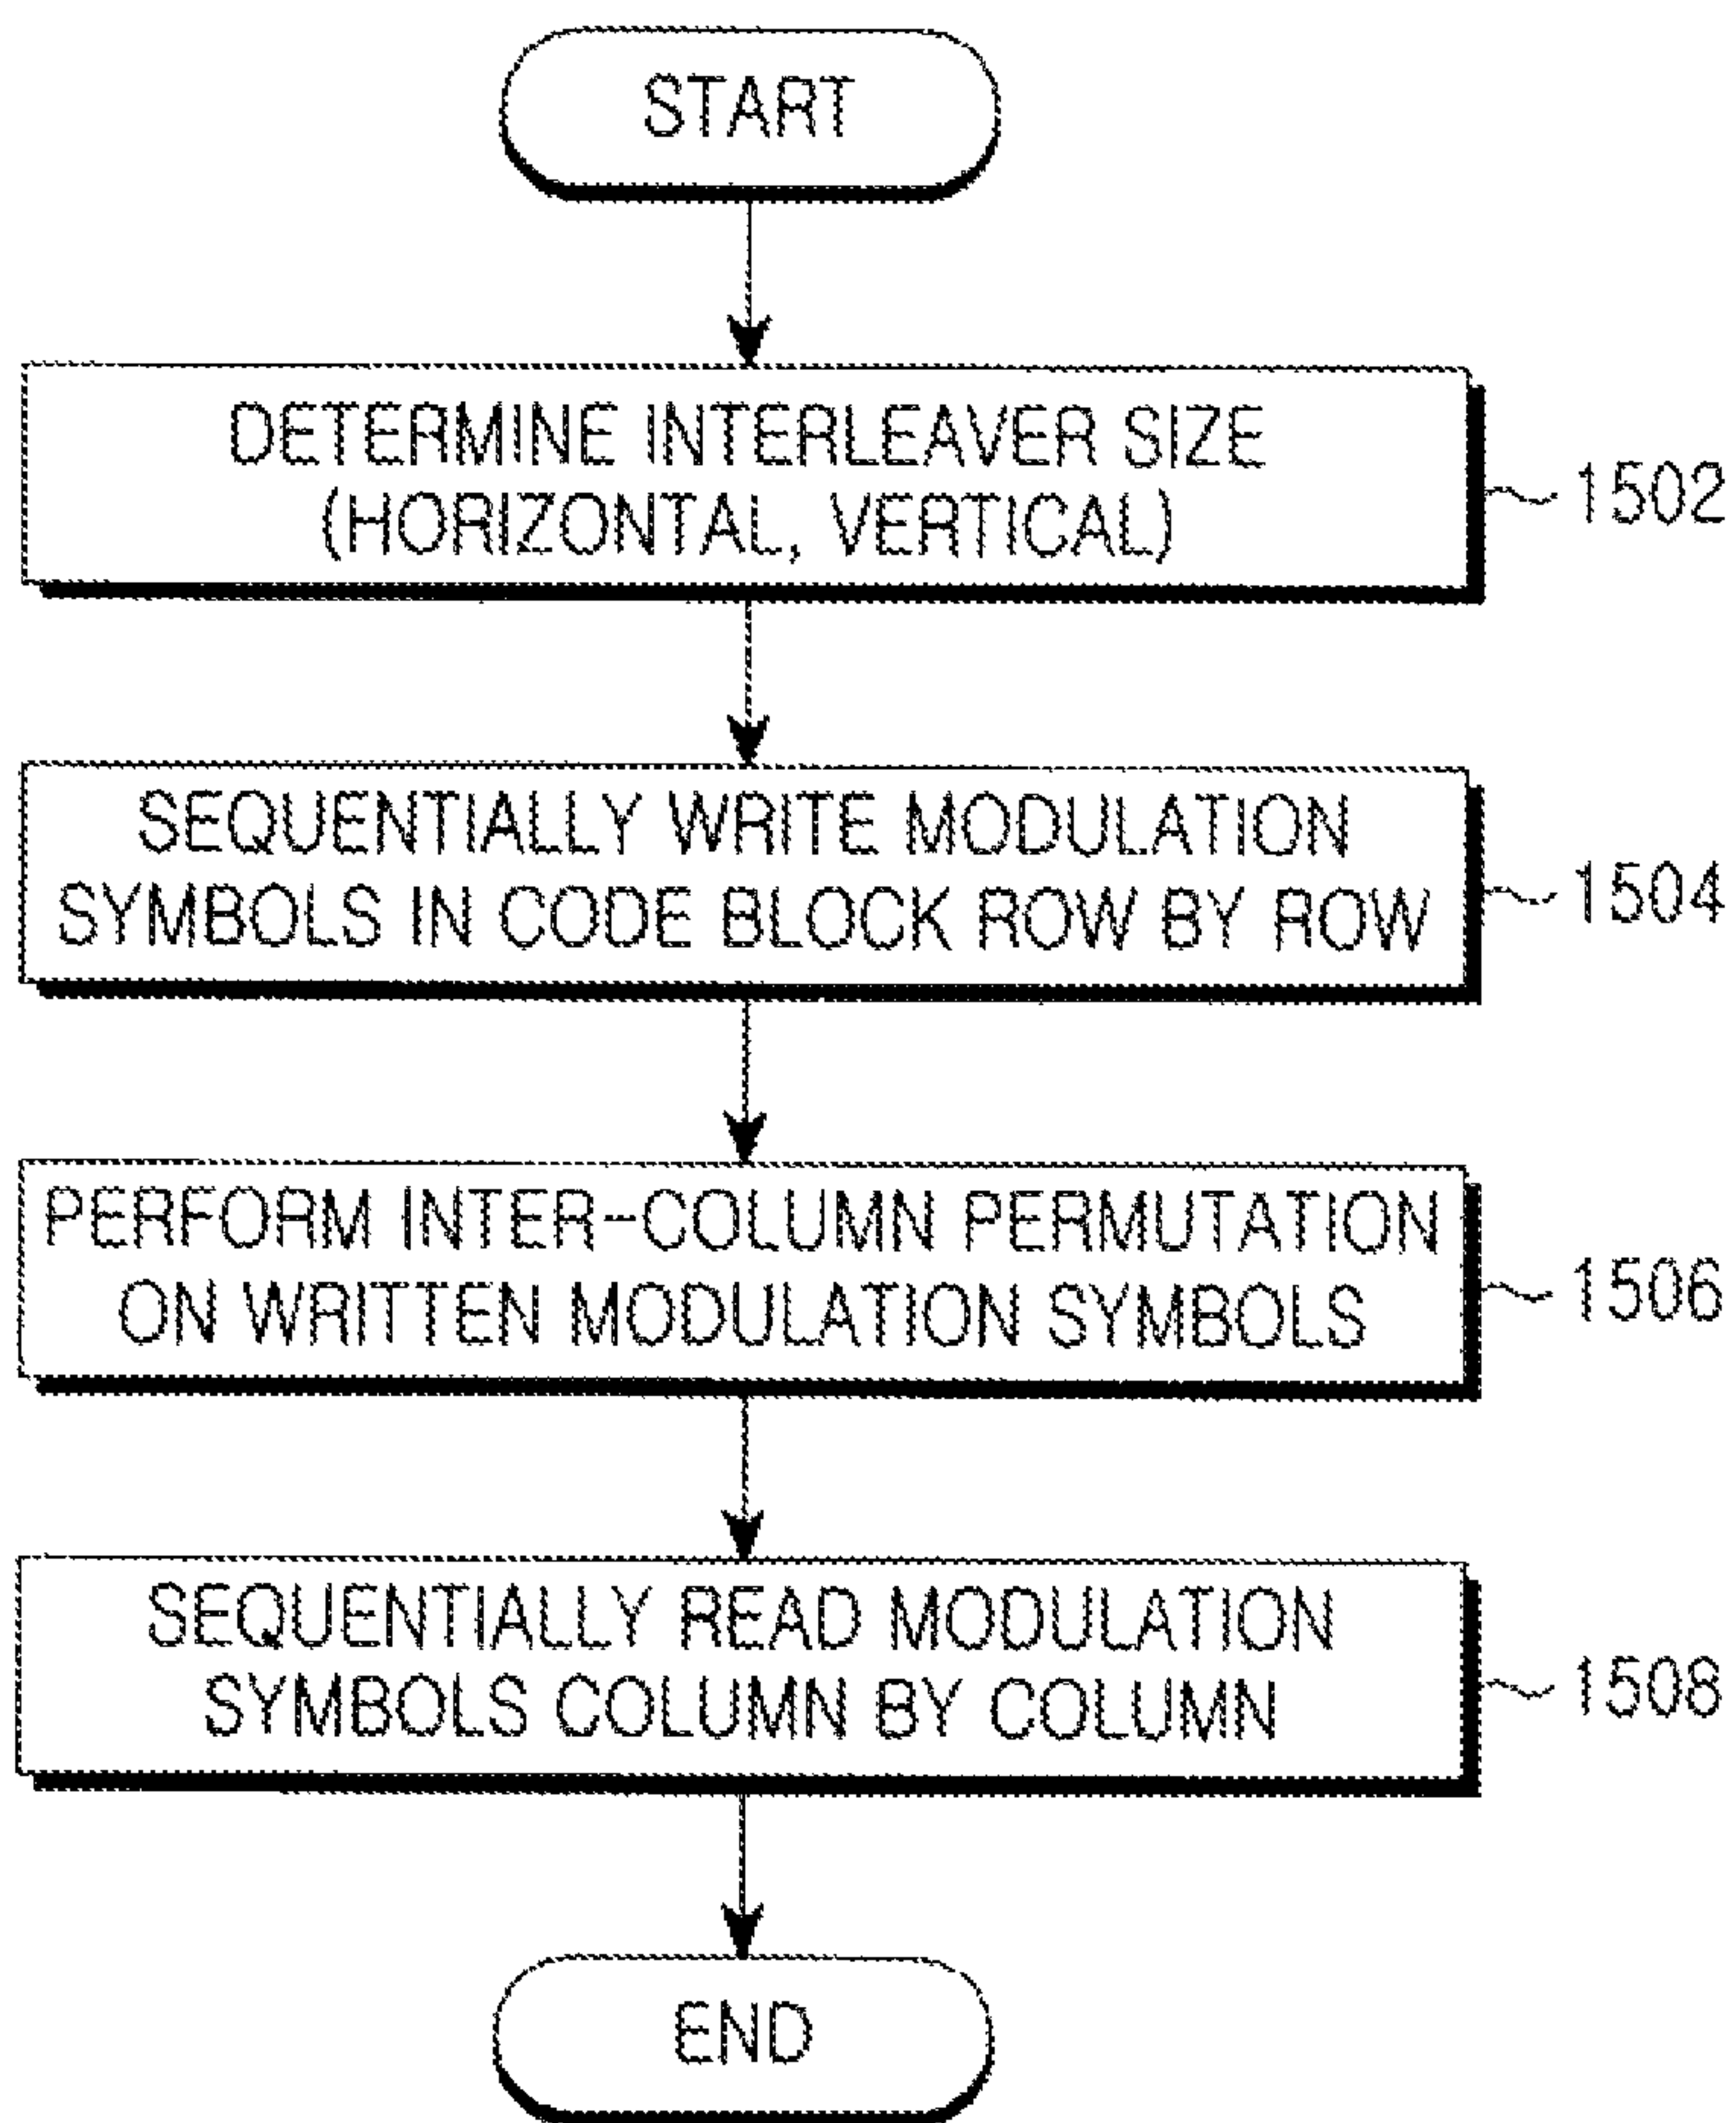 START
DETERMINE INTERLEAVER SIZE
(HORIZONTAL, VERTICAL)
1502
SEQUENTIALLY WRITE MODULATION
SYMBOLS IN CODE BLOCK ROW BY ROW
1504
PERFORM INTER-COLUMN PERMUTATION
ON WRITTEN MODULATION SYMBOLS
1506
SEQUENTIALLY READ MODULATION
SYMBOLS COLUMN BY COLUMN
1508
END